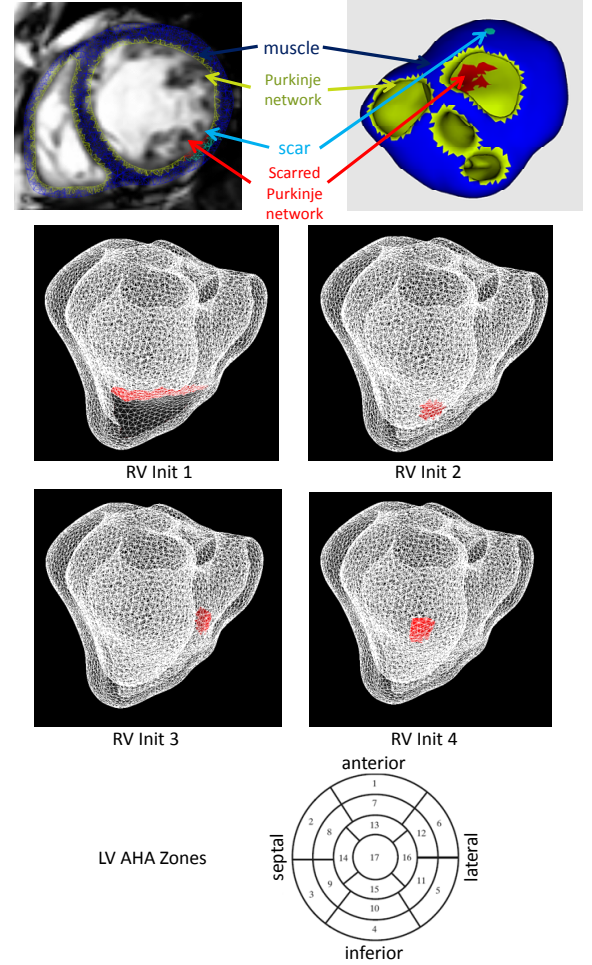 muscle
Purkinje
network
scar
Scarred
Purkinje
network
RV Init 1
RV Init 2
RV Init 3
RV Init 4
anterior
1
7
2
6
8
13
12
LV AHA Zones
septal
14
17
16
lateral
9
15
11
3
10
5
4
inferior